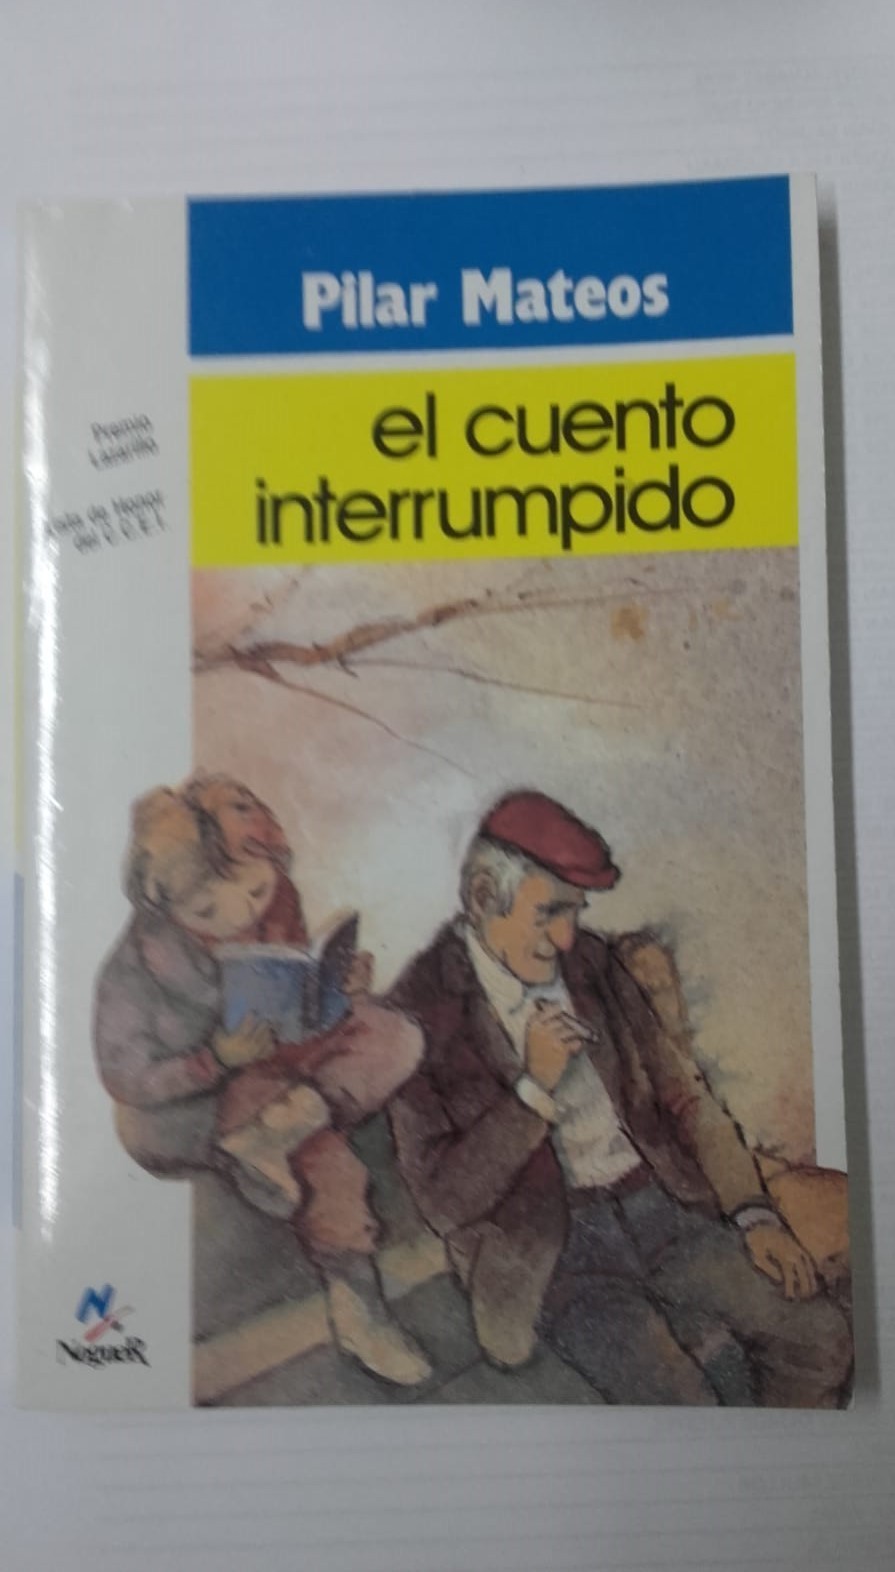 Pilar Mateos
el cuento
interrumpido
Premio
Lazarillo
Lista de Honor
del C.C.E.I.
NogueR